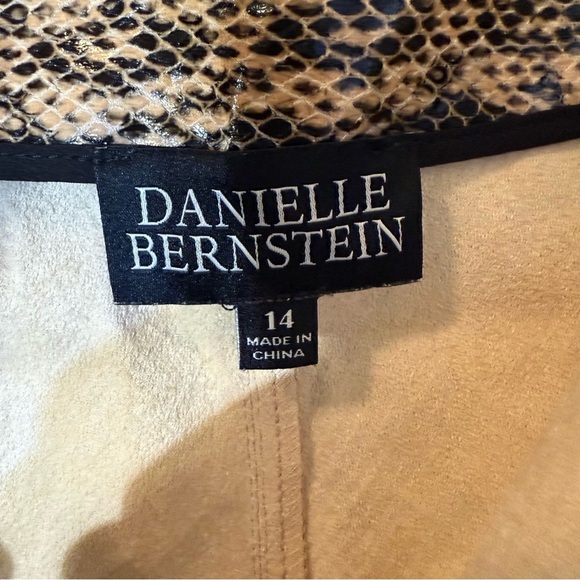 DANIELLE
BERNSTEIN
14
MADE IN
CHINA